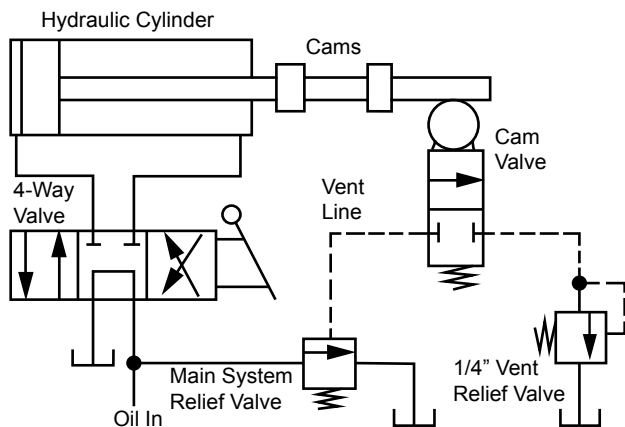 Hydraulic Cylinder
Cams
Cam
Valve
4-Way
Valve
Vent
Line
Main System
Relief Valve
1/4” Vent
Relief Valve
Oil In